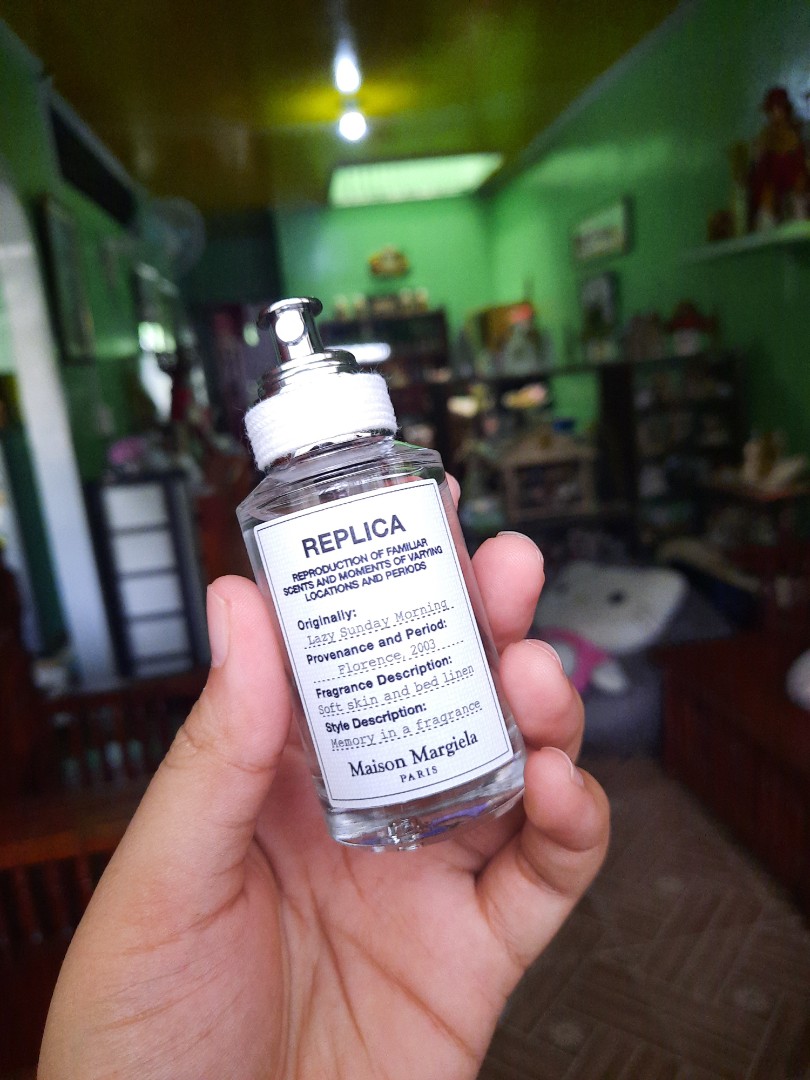 REPLICA
REPRODUCTION OF FAMILIAR
SCENTS AND MOMENTS OF VARYING
LOCATIONS AND PERIODS
Originally:
Lazy Sunday Morning
Provenance and Period:
Florence, 2003
Fragrance Description:
Soft skin and bed linen
Style Description:
Memory in a fragrance
Maison Margiela
PARIS